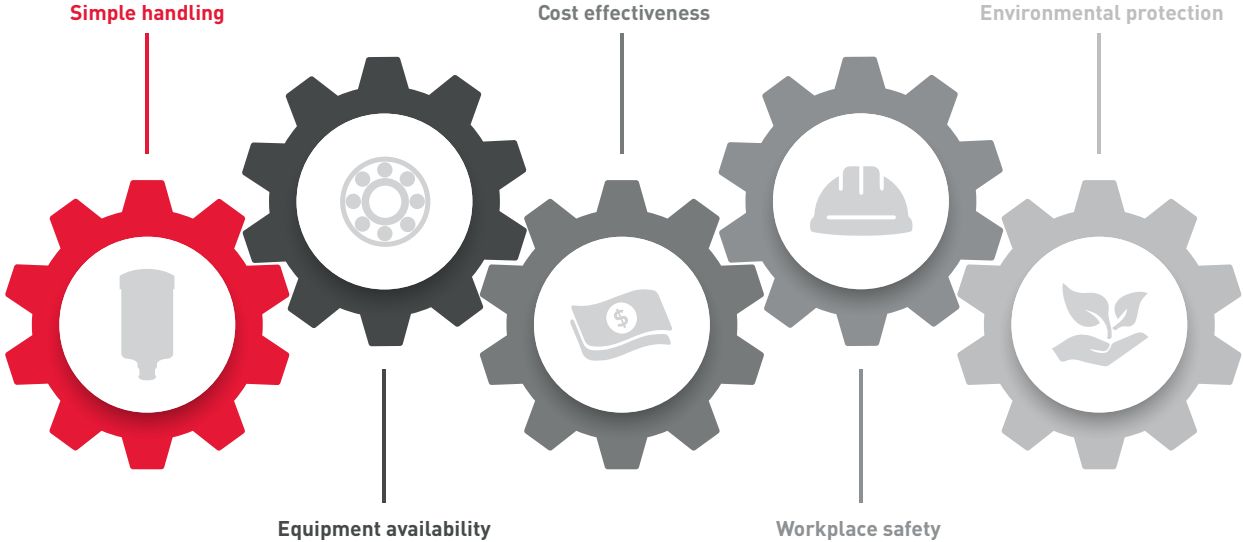 Simple handling
Cost effectiveness
Environmental protection
$
Equipment availability
Workplace safety